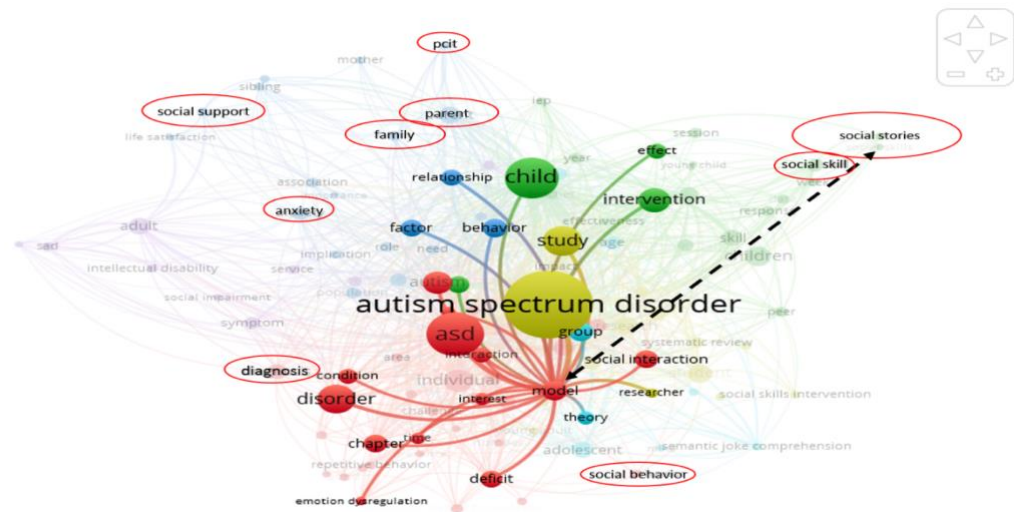 pcit
mother
sibling
social support
parent
iep
family
life satisfaction
session
social stories
effect
year
young child
social skill
relationship
child
association
week
intervention
anxiety
response
adult
factor
behavior
effectiveness
study
age
skill
sad
role
need
implication
children
intellectual disability
service
impact
autism
population
social impairment
autism spectrum disorder
peer
symptom
asd
group
systematic review
interaction
area
social interaction
diagnosis
condition
individual
model
researcher
social skills intervention
disorder
interest
challenge
theory
chapter
time
adolescent
semantic joke comprehension
repetitive behavior
deficit
social behavior
emotion dysregulation